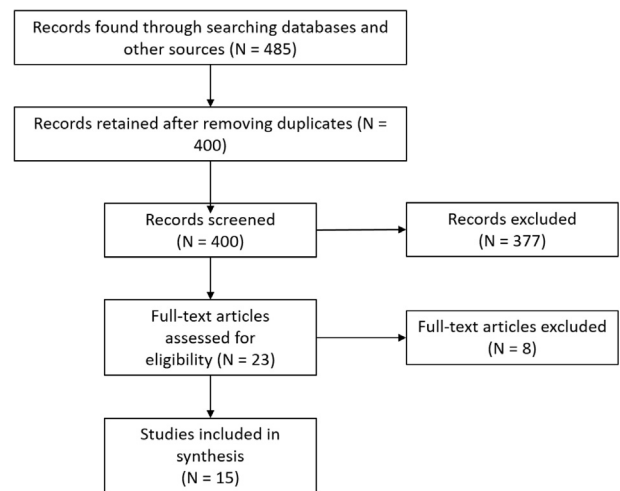 Records found through searching databases and
other sources (N = 485)
Records retained after removing duplicates (N =
400)
Records screened
(N = 400)
Records excluded
(N = 377)
Full-text articles
assessed for
eligibility (N = 23)
Full-text articles excluded
(N = 8)
Studies included in
synthesis
(N = 15)